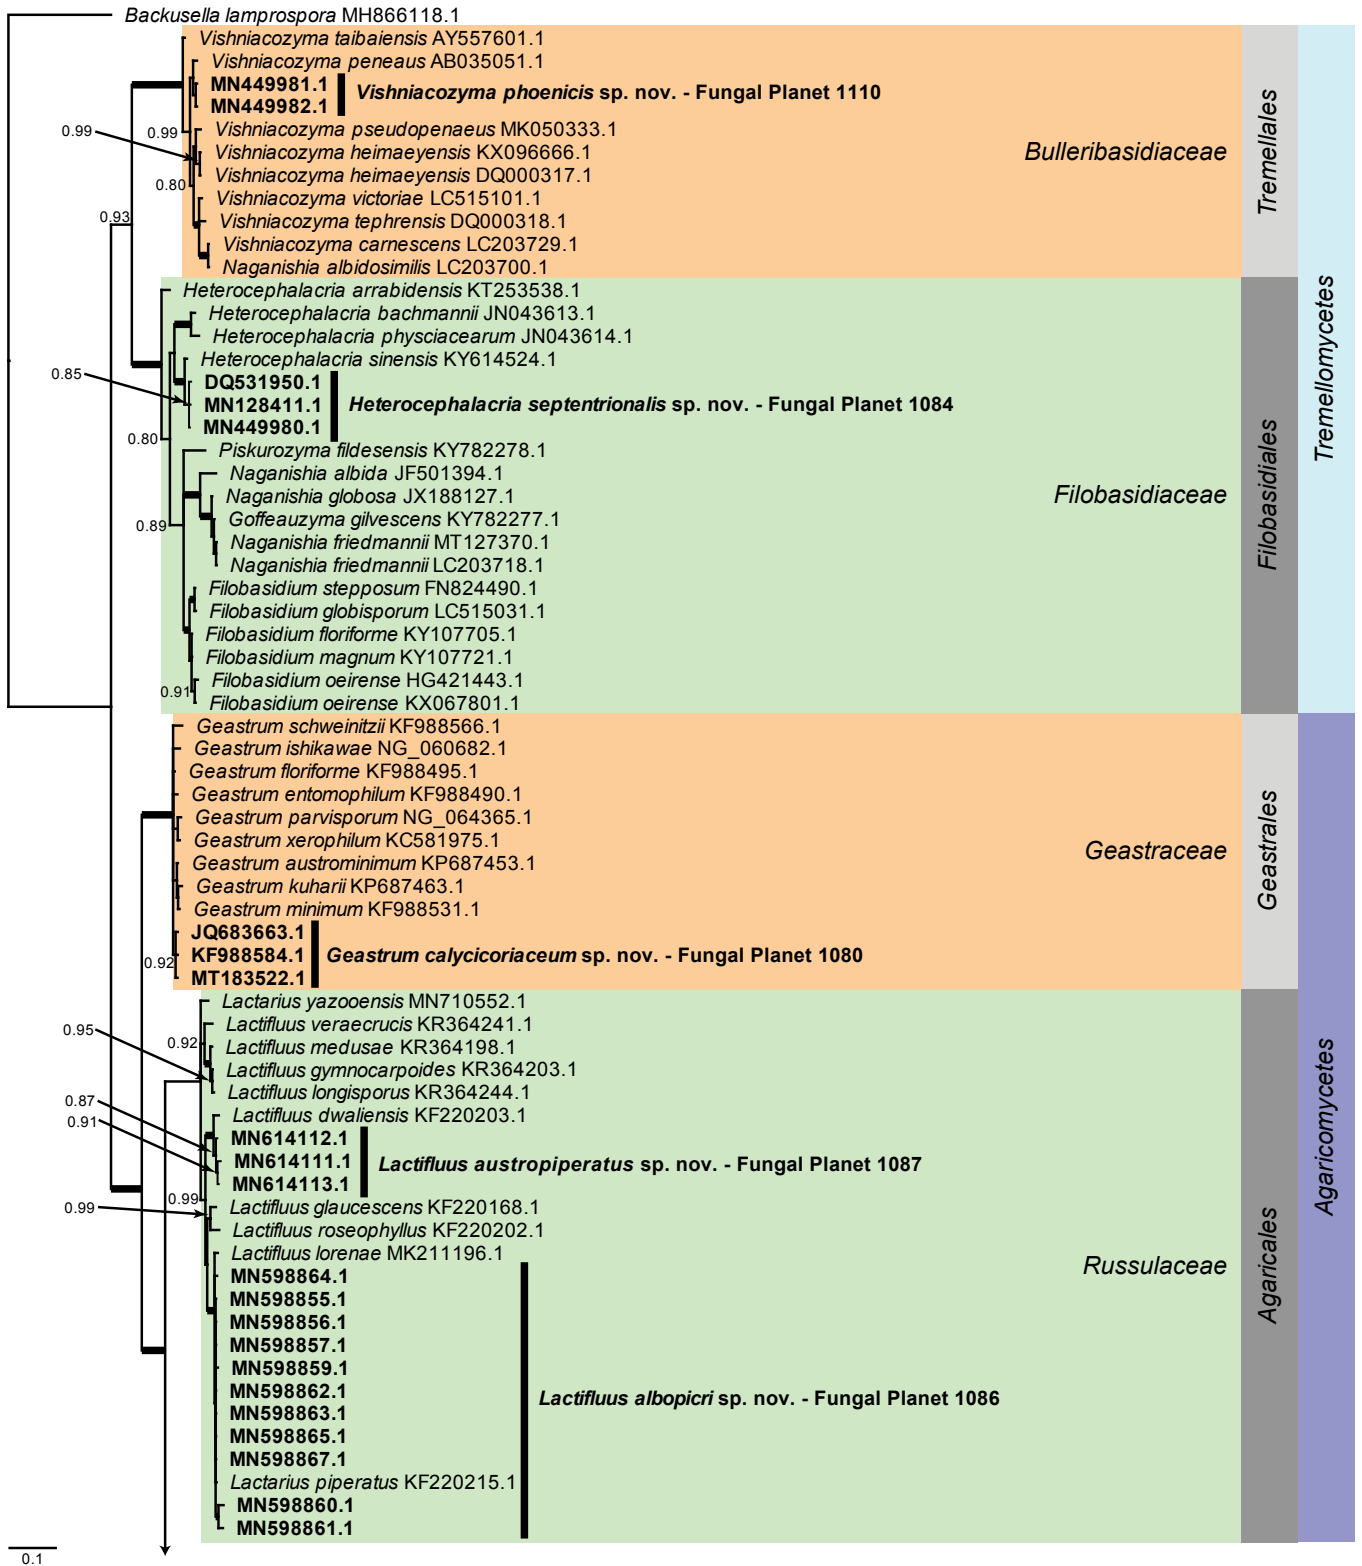 Backusella lamprospora MH866118.1
Vishniacozyma taibaiensis AY557601.1
Vishniacozyma peneaus AB035051.1
MN449981.1
MN449982.1
Vishniacozyma phoenicis sp. nov. - Fungal Planet 1110
Vishniacozyma pseudopenaeus MK050333.1
Vishniacozyma heimaeyensis KX096666.1
Vishniacozyma heimaeyensis DQ000317.1
Vishniacozyma victoriae LC515101.1
Vishniacozyma tephrensis DQ000318.1
Vishniacozyma carnescens LC203729.1
Naganishia albidosimilis LC203700.1
0.99
0.99
0.80
0.93
Bulleribasidiaceae
Tremellales
Tremellomycetes
Heterocephalacria arrabidensis KT253538.1
Heterocephalacria bachmannii JN043613.1
Heterocephalacria physciacearum JN043614.1
Heterocephalacria sinensis KY614524.1
DQ531950.1
MN128411.1
MN449980.1
Heterocephalacria septentrionalis sp. nov. - Fungal Planet 1084
Piskurozyma fildesensis KY782278.1
Naganishia albida JF501394.1
Naganishia globosa JX188127.1
Goffeauzyma gilvescens KY782277.1
Naganishia friedmannii MT127370.1
Naganishia friedmannii LC203718.1
Filobasidium stepposum FN824490.1
Filobasidium globisporum LC515031.1
Filobasidium floriforme KY107705.1
Filobasidium magnum KY107721.1
Filobasidium oeirense HG421443.1
Filobasidium oeirense KX067801.1
0.85
0.80
0.89
0.91
Filobasidiaceae
Filobasidiales
Geastrum schweinitzii KF988566.1
Geastrum ishikawae NG_060682.1
Geastrum floriforme KF988495.1
Geastrum entomophilum KF988490.1
Geastrum parvisporum NG_064365.1
Geastrum xerophilum KC581975.1
Geastrum austrominimum KP687453.1
Geastrum kuharii KP687463.1
Geastrum minimum KF988531.1
JQ683663.1
KF988584.1
MT183522.1
Geastrum calycicoriaceum sp. nov. - Fungal Planet 1080
0.92
Geastraceae
Geastrales
Agaricomycetes
Lactarius yazooensis MN710552.1
Lactifluus veraecrucis KR364241.1
Lactifluus medusae KR364198.1
Lactifluus gymnocarpoides KR364203.1
Lactifluus longisporus KR364244.1
Lactifluus dwaliensis KF220203.1
MN614112.1
MN614111.1
MN614113.1
Lactifluus austropiperatus sp. nov. - Fungal Planet 1087
Lactifluus glaucescens KF220168.1
Lactifluus roseophyllus KF220202.1
Lactifluus lorenae MK211196.1
MN598864.1
MN598855.1
MN598856.1
MN598857.1
MN598859.1
MN598862.1
MN598863.1
MN598865.1
MN598867.1
Lactarius piperatus KF220215.1
MN598860.1
MN598861.1
Lactifluus albopicri sp. nov. - Fungal Planet 1086
0.95
0.92
0.87
0.91
0.99
0.99
Russulaceae
Agaricales
0.1